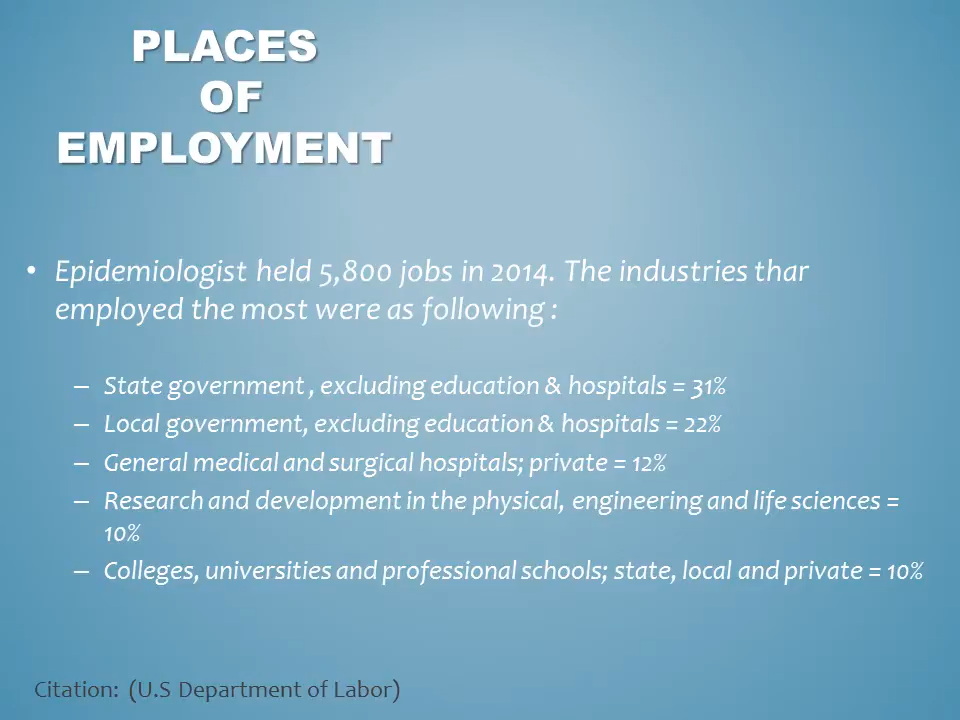 PLACES
OF
EMPLOYMENT
• Epidemiologist held 5,800 jobs in 2014. The industries thar
employed the most were as following :
– State government , excluding education & hospitals = 31%
– Local government, excluding education & hospitals = 22%
– General medical and surgical hospitals; private = 12%
– Research and development in the physical, engineering and life sciences =
10%
– Colleges, universities and professional schools; state, local and private = 10%
Citation: (U.S Department of Labor)